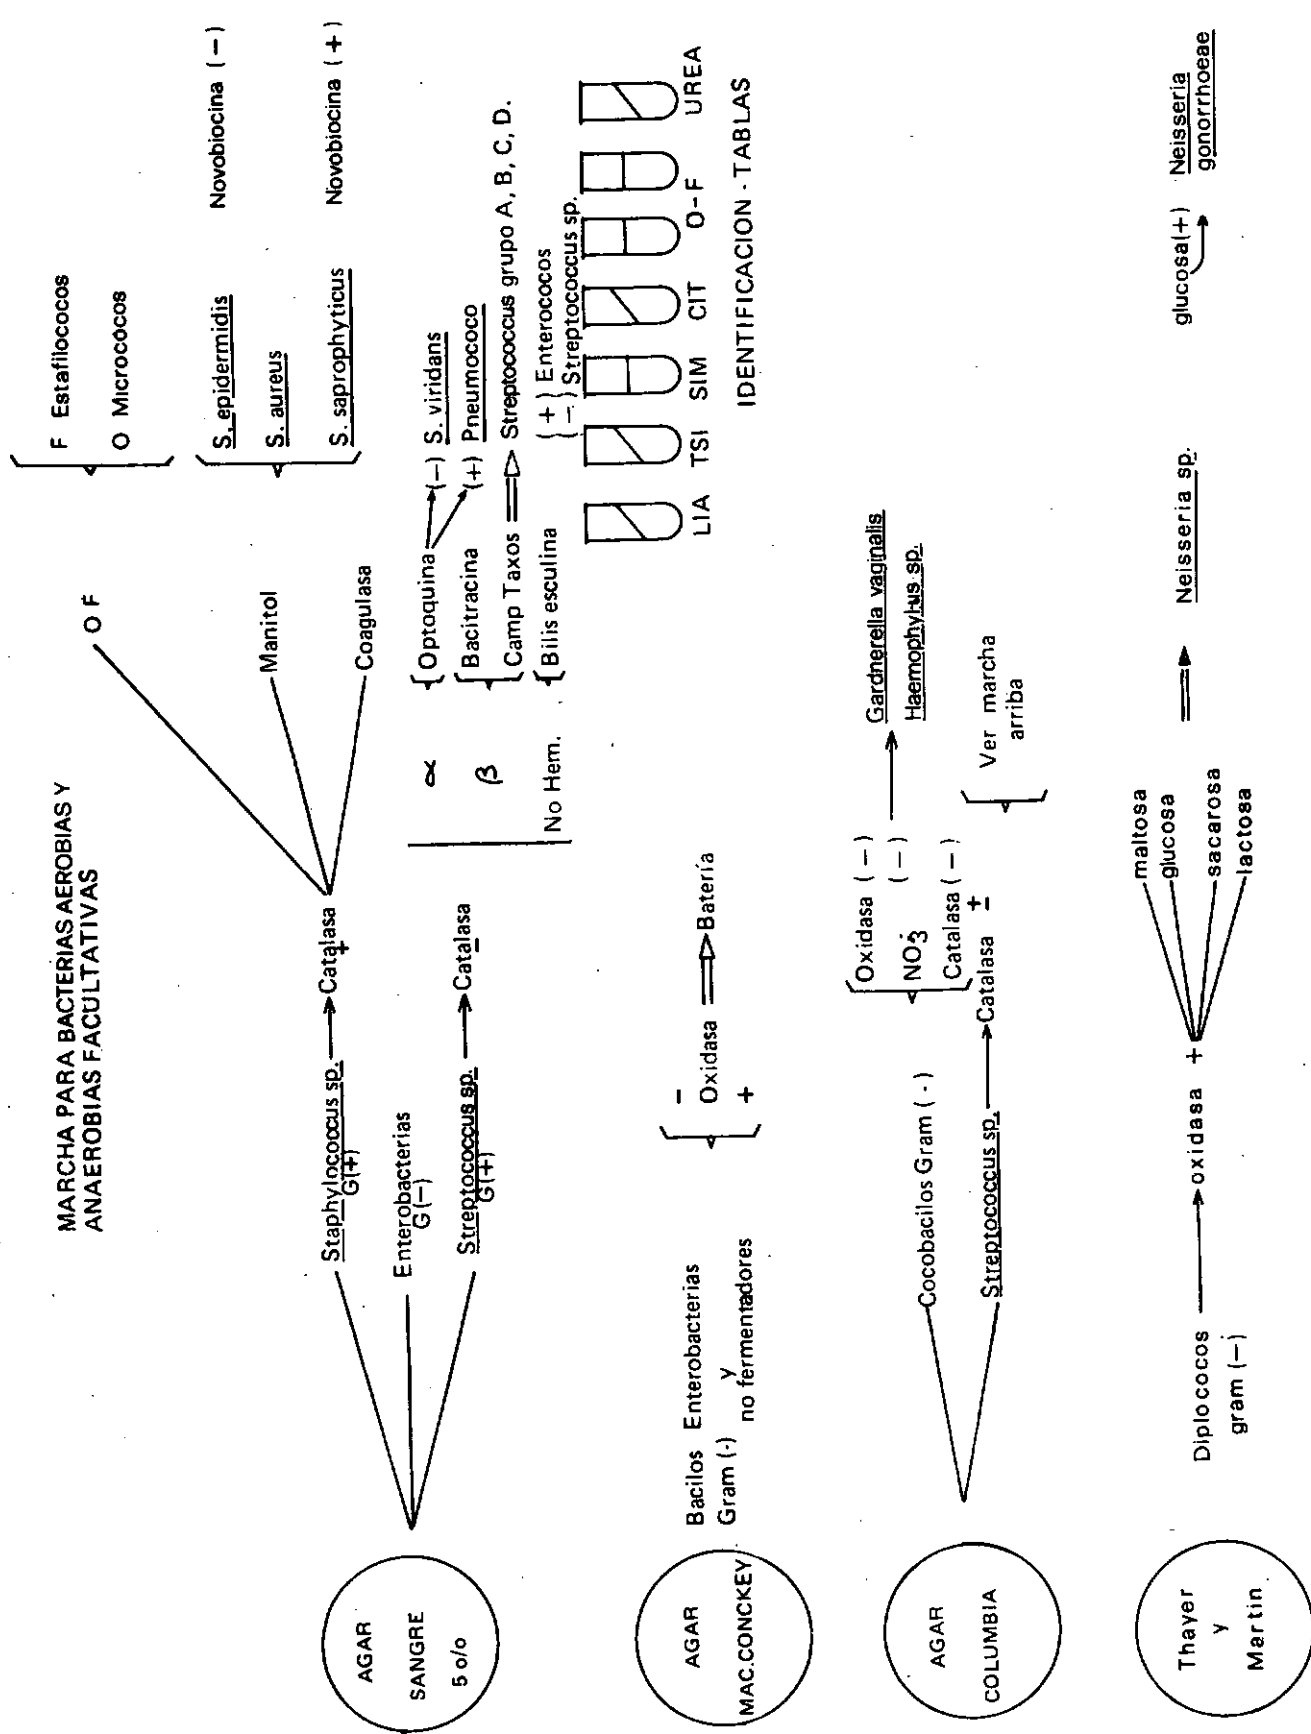 MARCHA PARA BACTERIAS AEROBIAS Y
ANAEROBIAS FACULTATIVAS
AGAR
SANGRE
5 o/o
Staphylococcus sp.
G(+)
Enterobacterias
G(−)
Streptococcus sp.
G(+)
Catalasa
+
Catalasa
−
O F
Manitol
Coagulasa
F Estafilococos
O Micrococos
S. epidermidis
S. aureus
S. saprophyticus
Novobiocina (−)
Novobiocina (+)
α
β
No Hem.
Optoquina
(−) S. viridans
(+) Pneumococo
Bacitracina
Camp Taxos
Streptococcus grupo A, B, C, D.
Bilis esculina
(+) Enterocos
(−) Streptococcus sp.
AGAR
MAC.CONCKEY
Bacilos Enterobacterias
Gram (-) y
no fermentadores
−
Oxidasa
+
Batería
LIA TSI SIM CIT O-F UREA
IDENTIFICACION - TABLAS
AGAR
COLUMBIA
Cocobacilos Gram (-)
Streptococcus sp.
Oxidasa (−)
NO3 (−)
Catalasa (−)
Catalasa ±
Gardnerella vaginalis
Haemophylus sp.
Ver marcha
arriba
Thayer
y
Martin
Diplococos
gram (−)
oxidasa +
maltosa
glucosa
sacarosa
lactosa
Neisseria sp.
glucosa(+)
Neisseria
gonorrhoeae